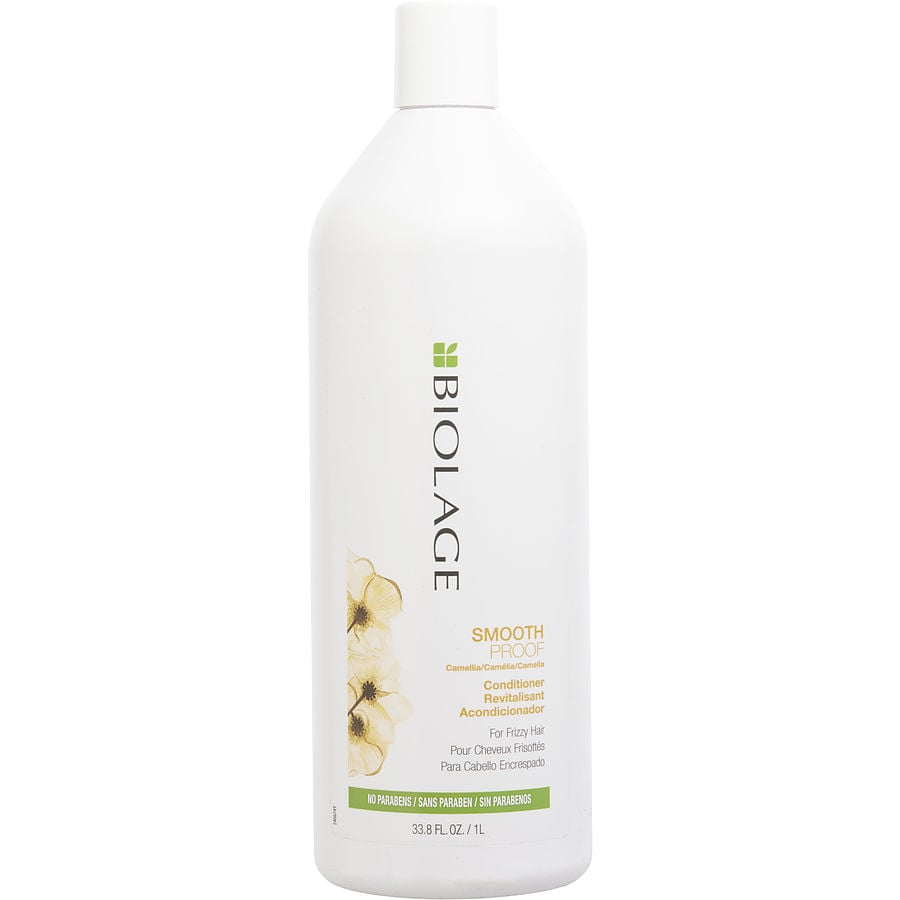 BIOLAGE
SMOOTH
PROOF
Camellia/Camélia/Camelia
Conditioner
Revitalisant
Acondicionador
For Frizzy Hair
Pour Cheveux Frisottés
Para Cabello Encrespado
NO PARABENS / SANS PARABEN / SIN PARABENOS
33.8 FL. OZ. / 1L